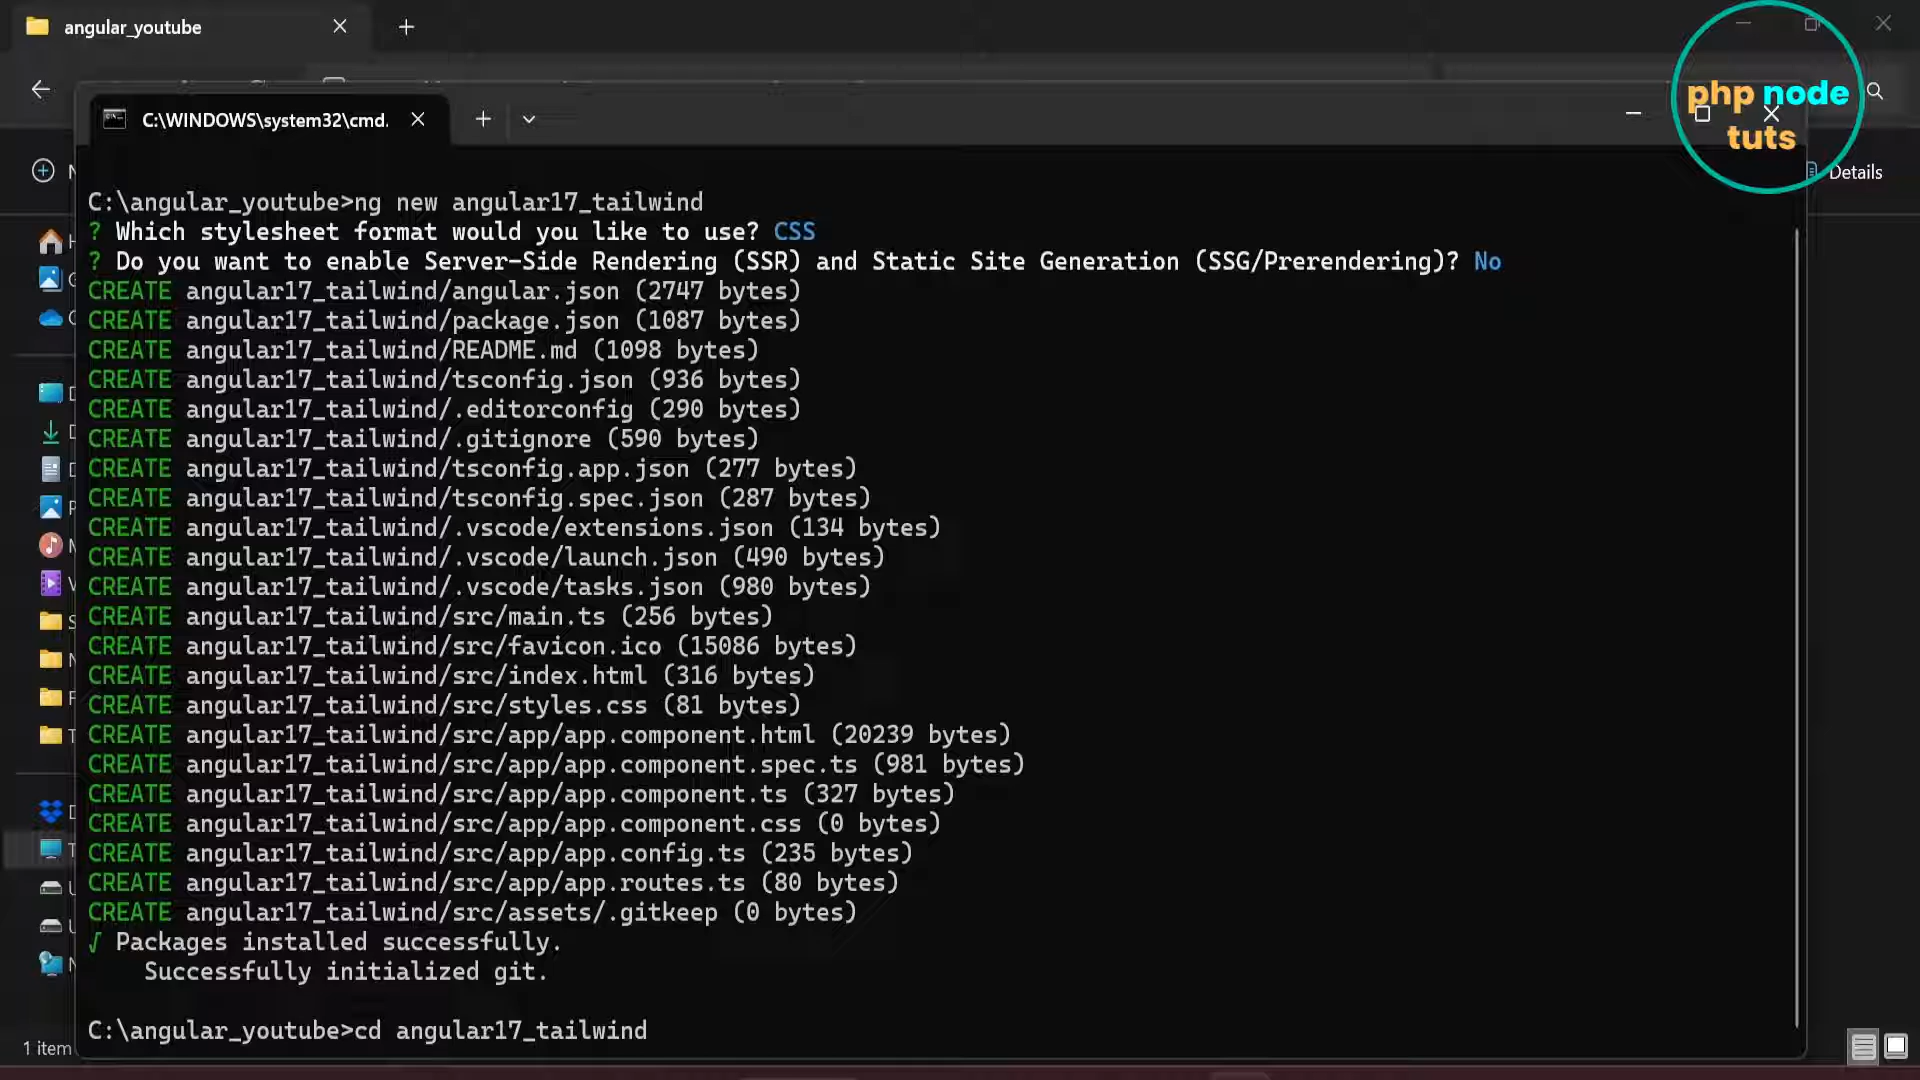 angular_youtube
php node
tuts
C:\WINDOWS\system32\cmd.
Details
C:\angular_youtube>ng new angular17_tailwind
? Which stylesheet format would you like to use? CSS
? Do you want to enable Server-Side Rendering (SSR) and Static Site Generation (SSG/Prerendering)? No
CREATE angular17_tailwind/angular.json (2747 bytes)
CREATE angular17_tailwind/package.json (1087 bytes)
CREATE angular17_tailwind/README.md (1098 bytes)
CREATE angular17_tailwind/tsconfig.json (936 bytes)
CREATE angular17_tailwind/.editorconfig (290 bytes)
CREATE angular17_tailwind/.gitignore (590 bytes)
CREATE angular17_tailwind/tsconfig.app.json (277 bytes)
CREATE angular17_tailwind/tsconfig.spec.json (287 bytes)
CREATE angular17_tailwind/.vscode/extensions.json (134 bytes)
CREATE angular17_tailwind/.vscode/launch.json (490 bytes)
CREATE angular17_tailwind/.vscode/tasks.json (980 bytes)
CREATE angular17_tailwind/src/main.ts (256 bytes)
CREATE angular17_tailwind/src/favicon.ico (15086 bytes)
CREATE angular17_tailwind/src/index.html (316 bytes)
CREATE angular17_tailwind/src/styles.css (81 bytes)
CREATE angular17_tailwind/src/app/app.component.html (20239 bytes)
CREATE angular17_tailwind/src/app/app.component.spec.ts (981 bytes)
CREATE angular17_tailwind/src/app/app.component.ts (327 bytes)
CREATE angular17_tailwind/src/app/app.component.css (0 bytes)
CREATE angular17_tailwind/src/app/app.config.ts (235 bytes)
CREATE angular17_tailwind/src/app/app.routes.ts (80 bytes)
CREATE angular17_tailwind/src/assets/.gitkeep (0 bytes)
√ Packages installed successfully.
Successfully initialized git.
C:\angular_youtube>cd angular17_tailwind
1 item